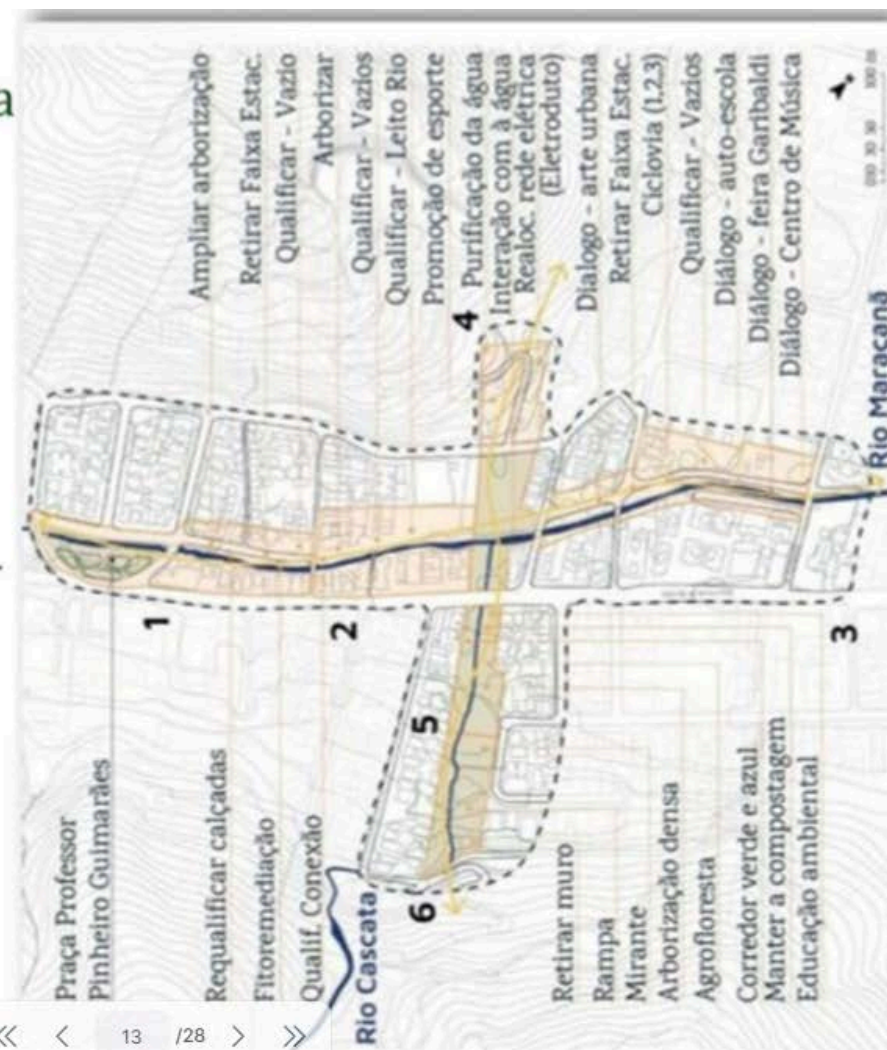 a
Ampliar arborização
Retirar Faixa Estac.
Qualificar - Vazio
Arborizar
Qualificar - Vazios
Qualificar - Leito Rio
Promoção de esporte
Purificação da água
Interação com à água
Realoc. rede elétrica
(Eletroduto)
Dialogo - arte urbana
Retirar Faixa Estac.
Ciclovia (1.2.3)
Qualificar - Vazios
Diálogo - auto-escola
Diálogo - feira Garibaldi
Diálogo - Centro de Música
Rio Maracanã
4
1
2
3
5
6
Praça Professor
Pinheiro Guimarães
Requalificar calçadas
Fitoremediação
Qualif. Conexão
Rio Cascata
Retirar muro
Rampa
Mirante
Arborização densa
Agrofloresta
Corredor verde e azul
Manter a compostagem
Educação ambiental
13 /28